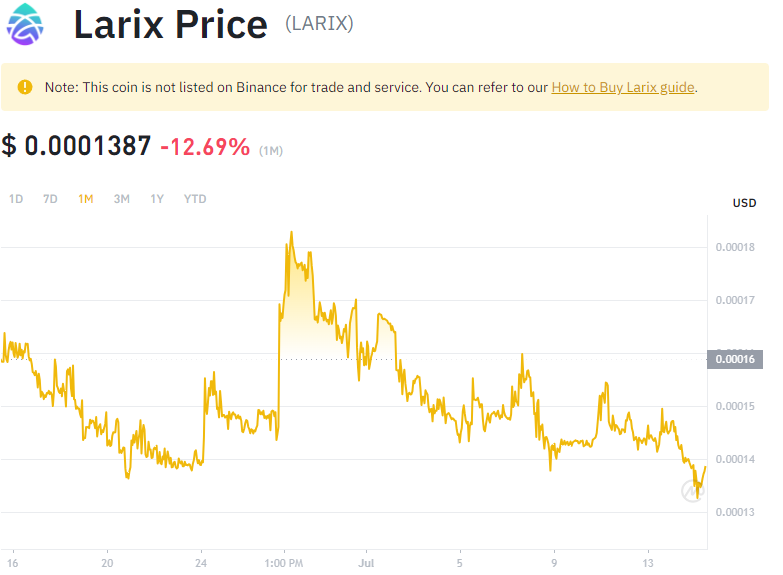 Larix Price (LARIX)
Note: This coin is not listed on Binance for trade and service. You can refer to our How to Buy Larix guide.
$ 0.0001387 -12.69% (1M)
1D 7D 1M 3M 1Y YTD
USD
0.00018
0.00017
0.00016
0.00015
0.00014
0.00013
16 20 24 1:00 PM Jul 5 9 13